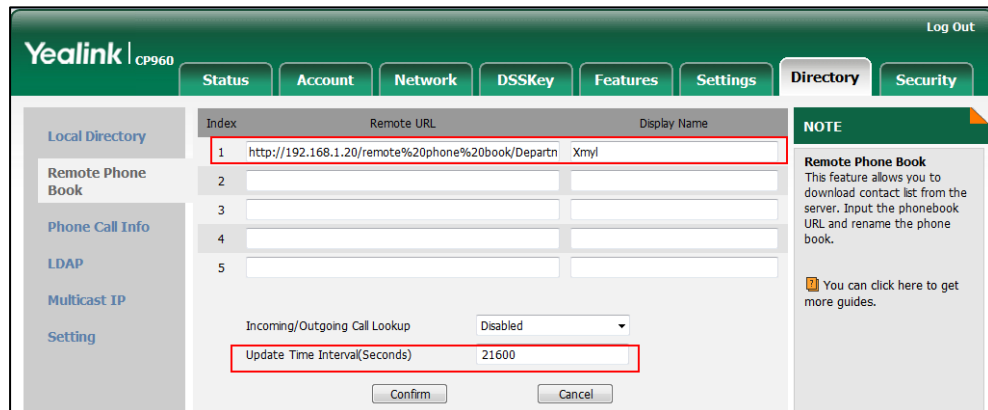 Log Out
Yealink CP960
Status Account Network DSSKey Features Settings Directory Security
Local Directory
Remote Phone
Book
Phone Call Info
LDAP
Multicast IP
Setting
Index Remote URL Display Name
1 http://192.168.1.20/remote%20phone%20book/Departn Xmyl
2
3
4
5
Incoming/Outgoing Call Lookup Disabled
Update Time Interval(Seconds) 21600
Confirm Cancel
NOTE
Remote Phone Book
This feature allows you to
download contact list from the
server. Input the phonebook
URL and rename the phone
book.
You can click here to get
more guides.